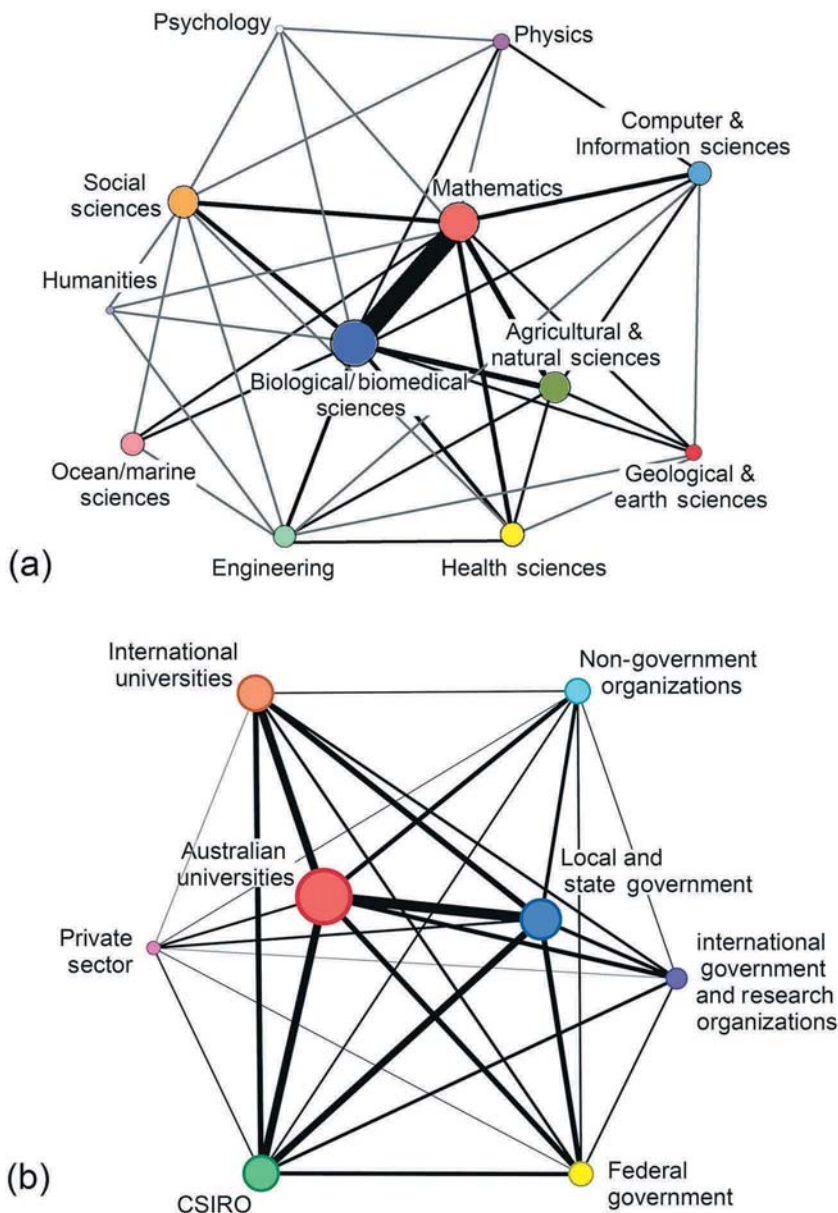 Psychology
Physics
Computer &
Information sciences
Social
sciences
Mathematics
Humanities
Agricultural &
natural sciences
Biological/biomedical
sciences
Ocean/marine
sciences
Geological &
earth sciences
(a)
Engineering
Health sciences
International
universities
Non-government
organizations
Australian
universities
Local and
state government
Private
sector
international
government
and research
organizations
(b)
CSIRO
Federal
government